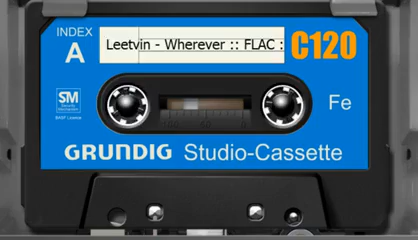 INDEX
A
Leetvin - Wherever :: FLAC :
C120
SM
Fe
GRUNDIG Studio-Cassette